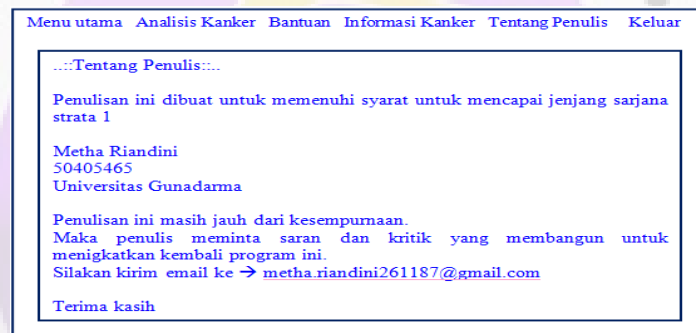 Menu utama Analisis Kanker Bantuan Informasi Kanker Tentang Penulis Keluar
..::Tentang Penulis::..
Penulisan ini dibuat untuk memenuhi syarat untuk mencapai jenjang sarjana
strata 1
Metha Riandini
50405465
Universitas Gunadarma
Penulisan ini masih jauh dari kesempurnaan.
Maka penulis meminta saran dan kritik yang membangun untuk
menigkatkan kembali program ini.
Silakan kirim email ke → metha.riandini261187@gmail.com
Terima kasih